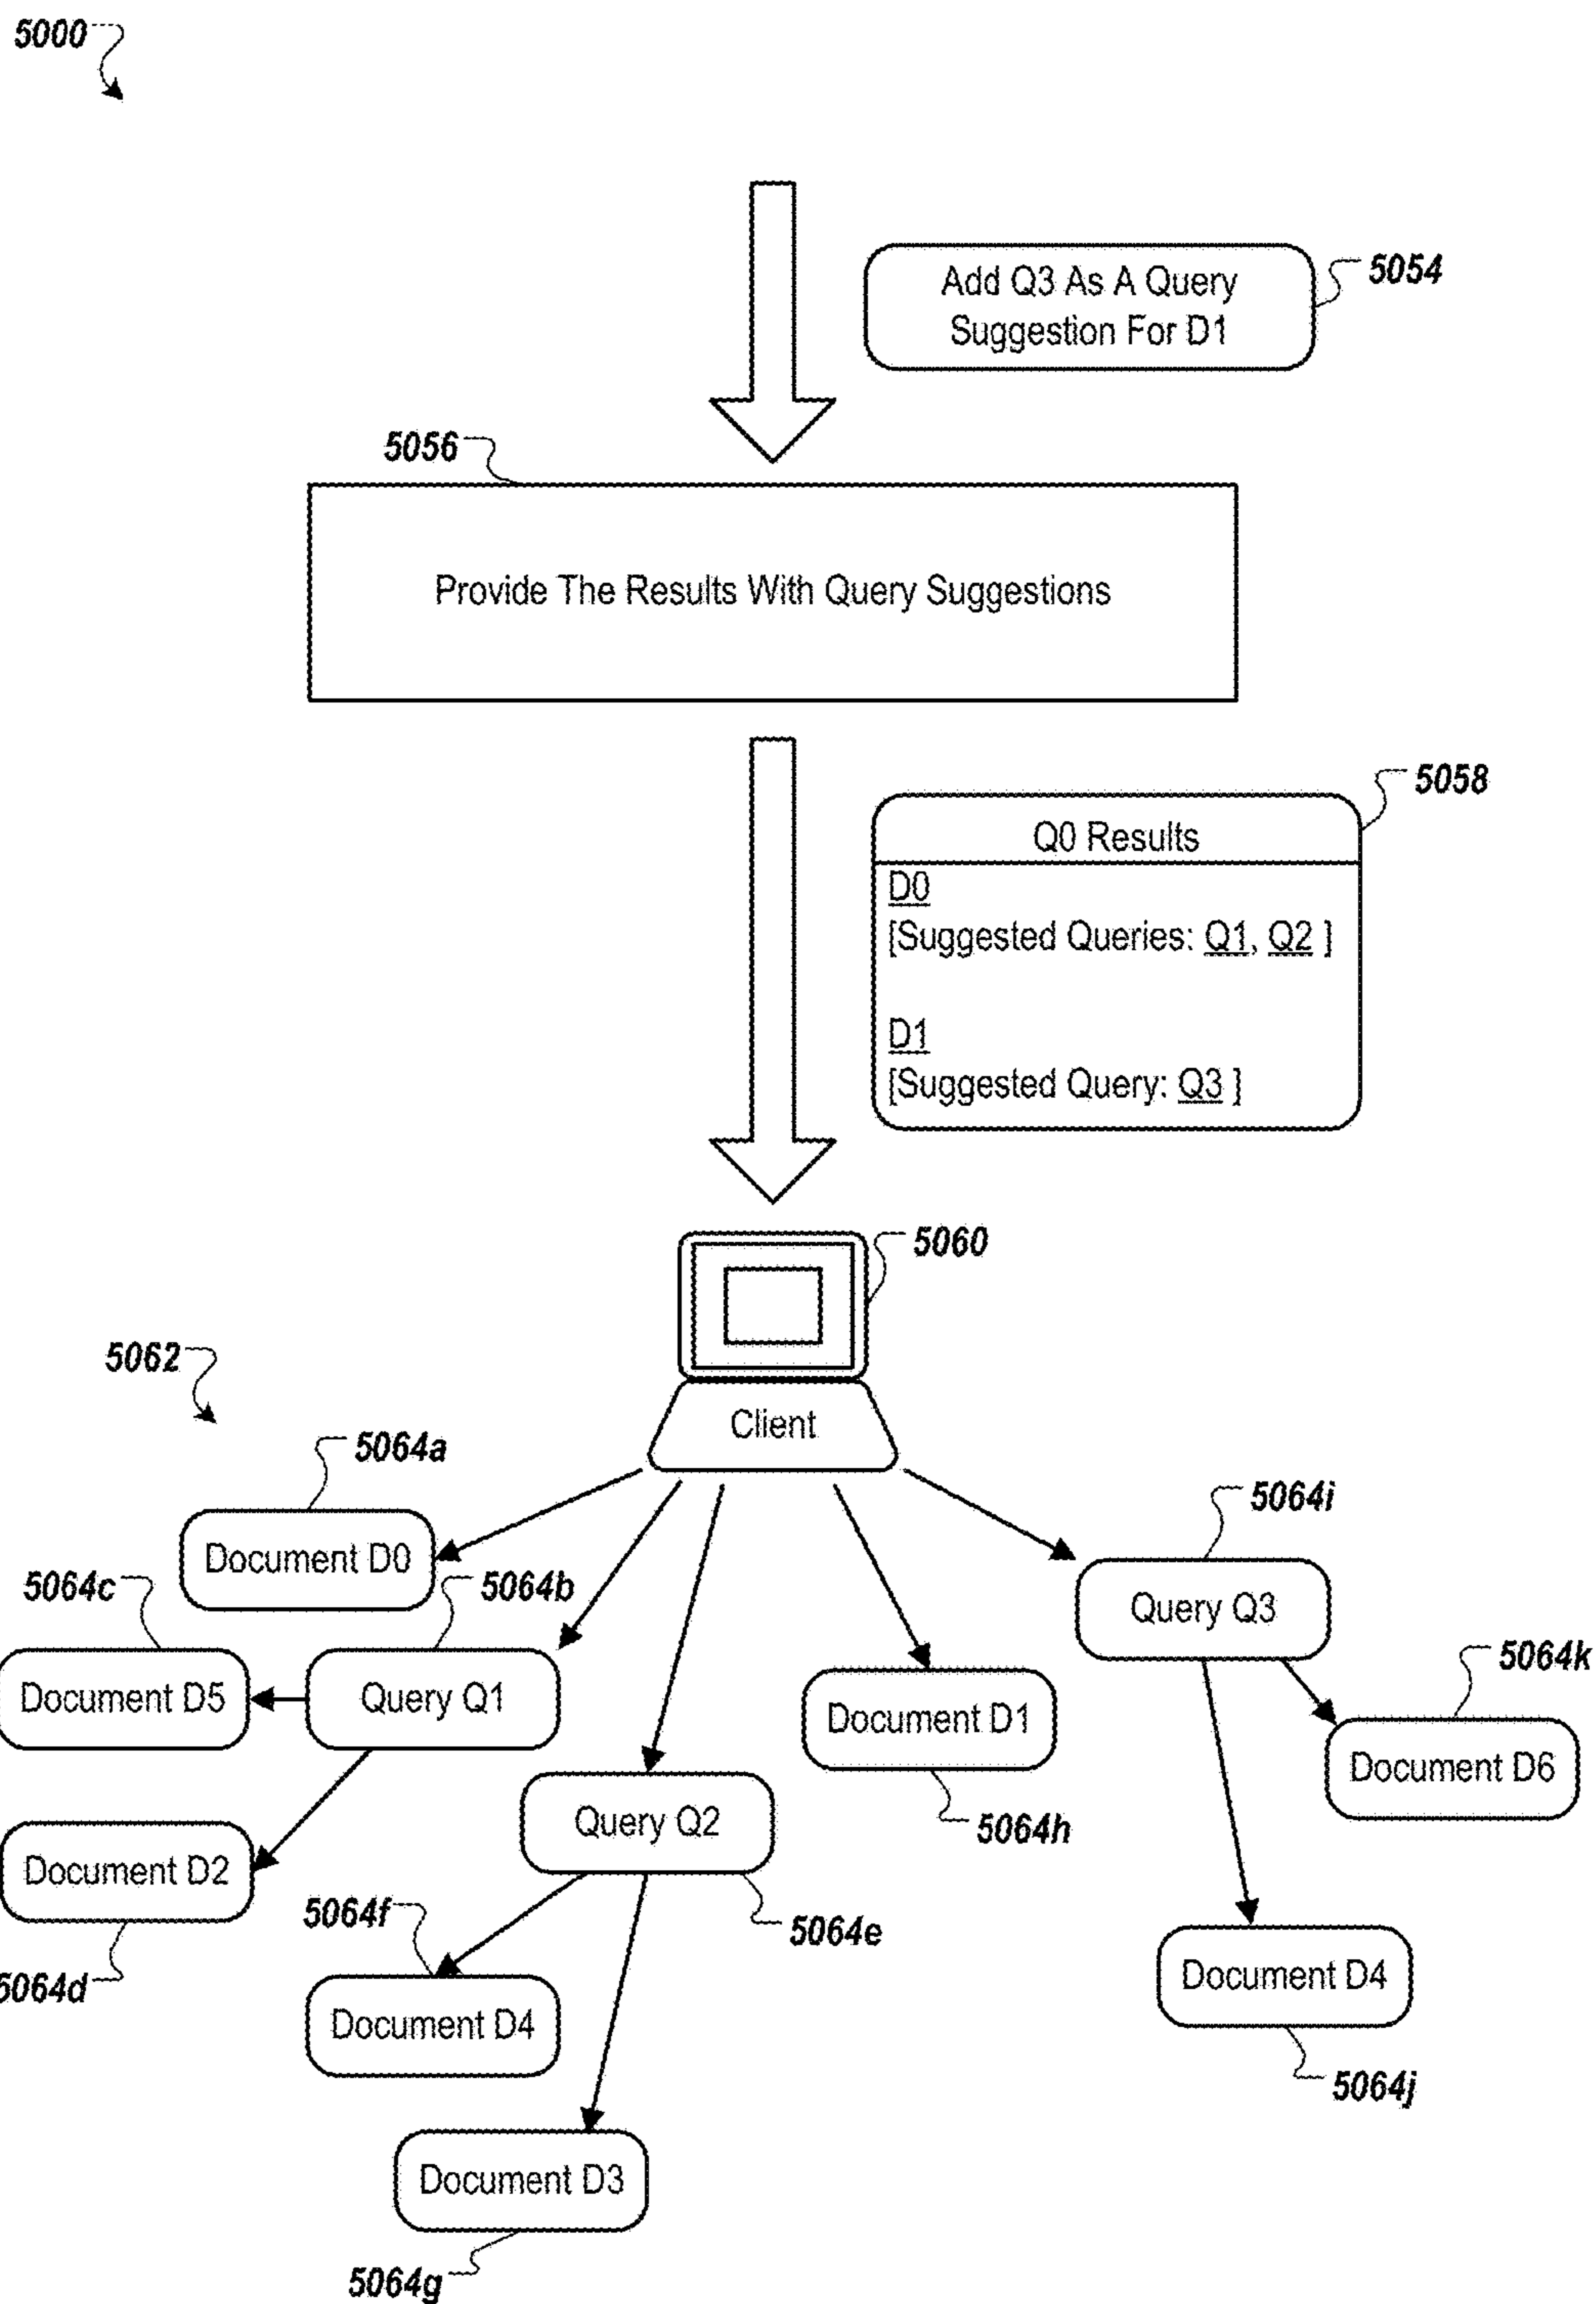 5000
Add Q3 As A Query
Suggestion For D1
5054
5056
Provide The Results With Query Suggestions
5058
Q0 Results
D0
[Suggested Queries: Q1, Q2 ]
D1
[Suggested Query: Q3 ]
5060
5062
Client
5064a
5064i
Document D0
5064c
5064b
Query Q3
5064k
Document D5
Query Q1
Document D1
Document D6
Query Q2
5064h
Document D2
5064f
5064e
5064d
Document D4
Document D4
5064j
Document D3
5064g